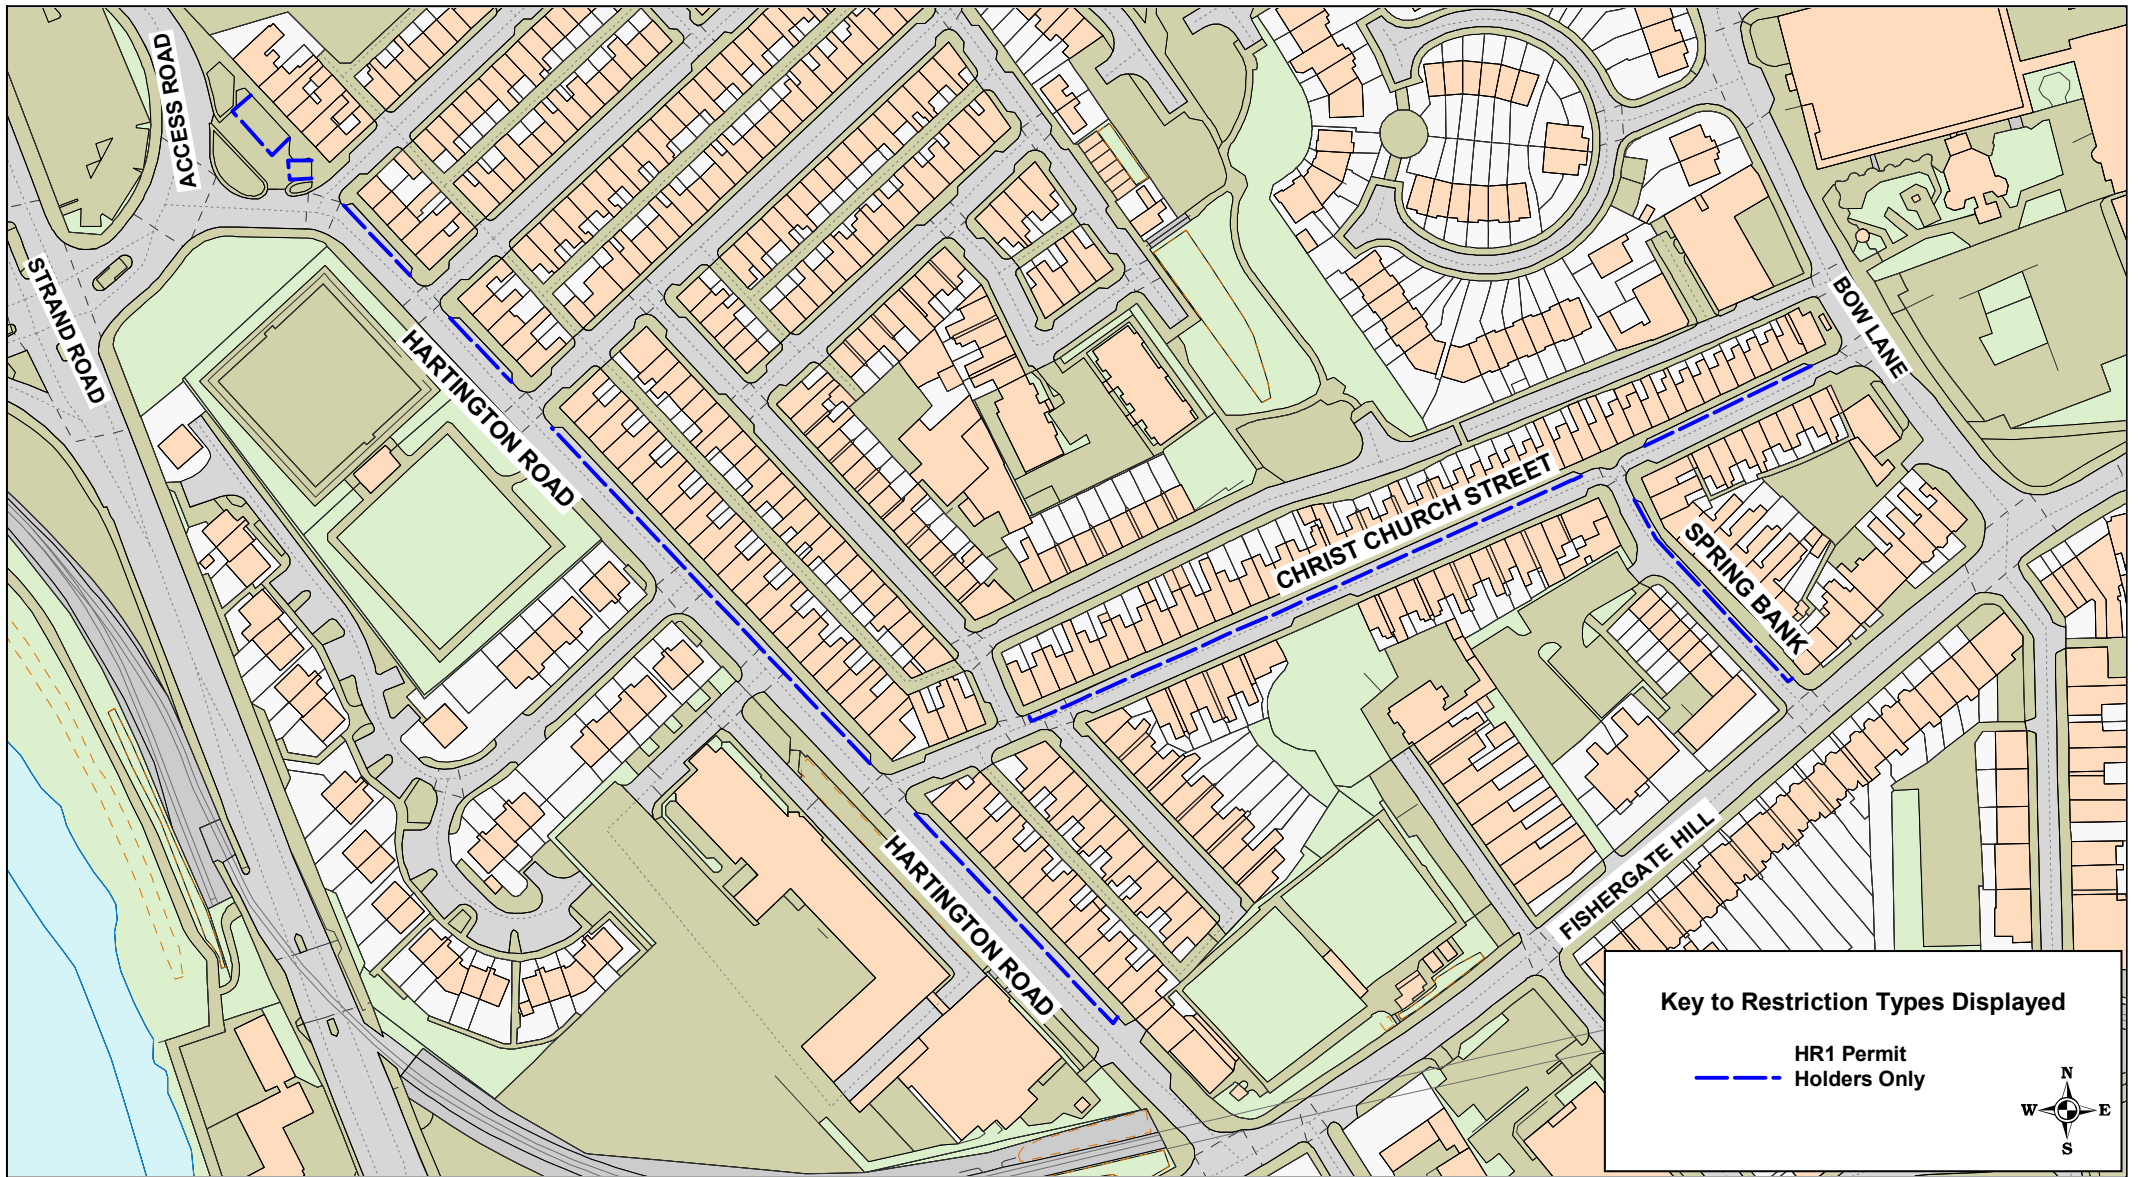 ACCESS ROAD
STRAND ROAD
HARTINGTON ROAD
BOW LANE
CHRIST CHURCH STREET
SPRING BANK
HARTINGTON ROAD
FISHERGATE HILL
Key to Restriction Types Displayed
HR1 Permit
Holders Only
N
W E
S